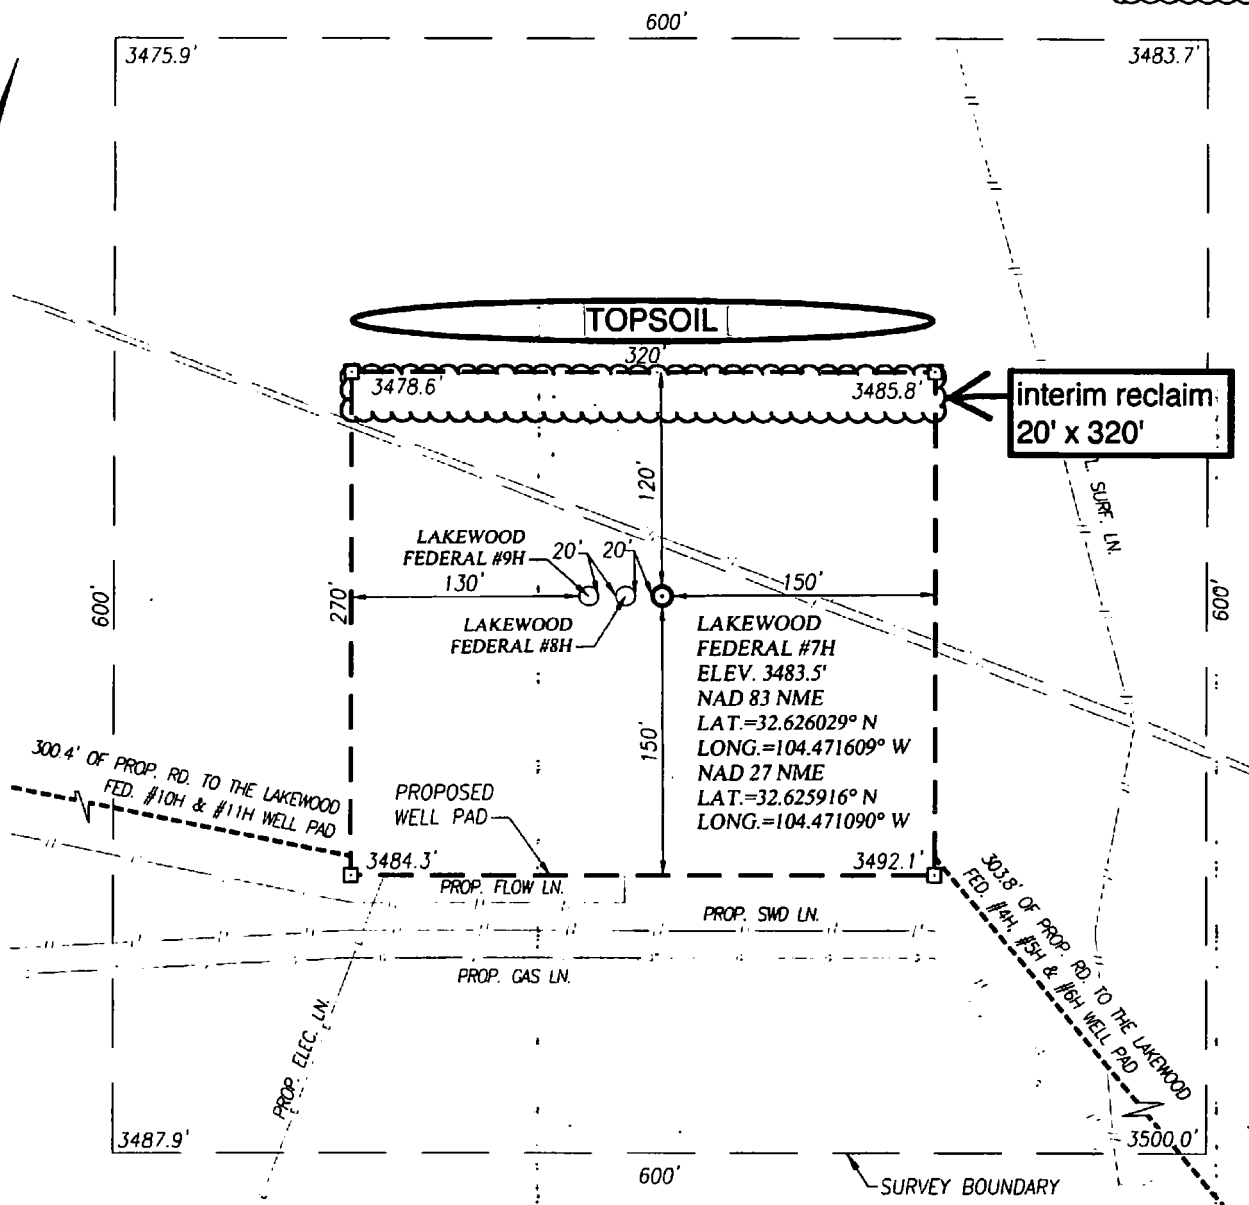 600'
3475.9'
3483.7'
TOPSOIL
320'
3478.6'
3485.8'
interim reclaim
20' x 320'
L. SURF. LN.
120'
LAKEWOOD
FEDERAL #9H
20'
20'
130'
150'
600'
270'
600'
LAKEWOOD
FEDERAL #8H
LAKEWOOD
FEDERAL #7H
ELEV. 3483.5'
NAD 83 NME
LAT.=32.626029° N
LONG.=104.471609° W
NAD 27 NME
LAT.=32.625916° N
LONG.=104.471090° W
150'
300.4' OF PROP. RD. TO THE LAKEWOOD
FED. #10H & #11H WELL PAD
PROPOSED
WELL PAD
3484.3'
3492.1'
PROP. FLOW LN.
PROP. SWD LN.
PROP. GAS LN.
PROP. ELEC. LN.
303.8' OF PROP. RD. TO THE LAKEWOOD
FED. #4H, #5H & #6H WELL PAD
3487.9'
3500.0'
600'
SURVEY BOUNDARY